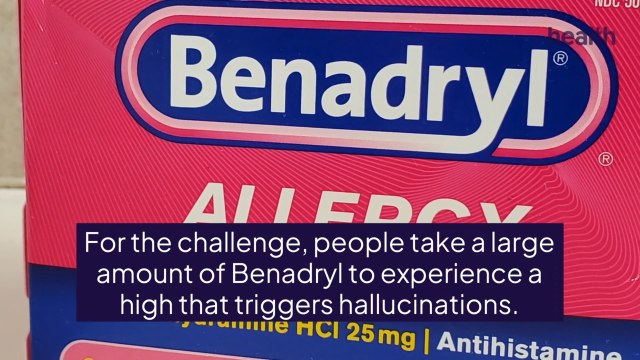 health
Benadryl®
®
ALLERGY
For the challenge, people take a large
amount of Benadryl to experience a
high that triggers hallucinations.
HCl 25mg | Antihistamine